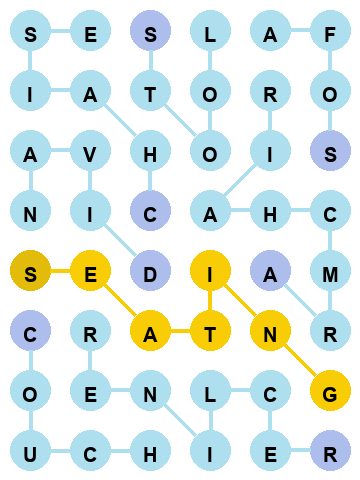 S E S L A F
I A T O R O
A V H O I S
N I C A H C
S E D I A M
C R A T N R
O E N L C G
U C H I E R